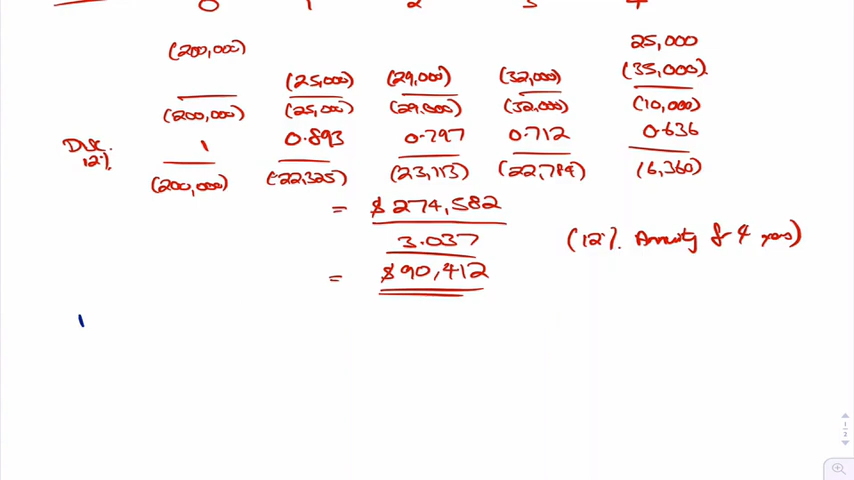 0 1 2 3 4
(200,000) 25,000
(25,000) (29,000) (32,000) (35,000)
(200,000) (25,000) (29,000) (32,000) (10,000)
Disc. 12% 1 0.893 0.797 0.712 0.636
(200,000) (22,325) (23,113) (22,784) (6,360)
= $274,582
3.037 (12% Annuity for 4 years)
= $90,412